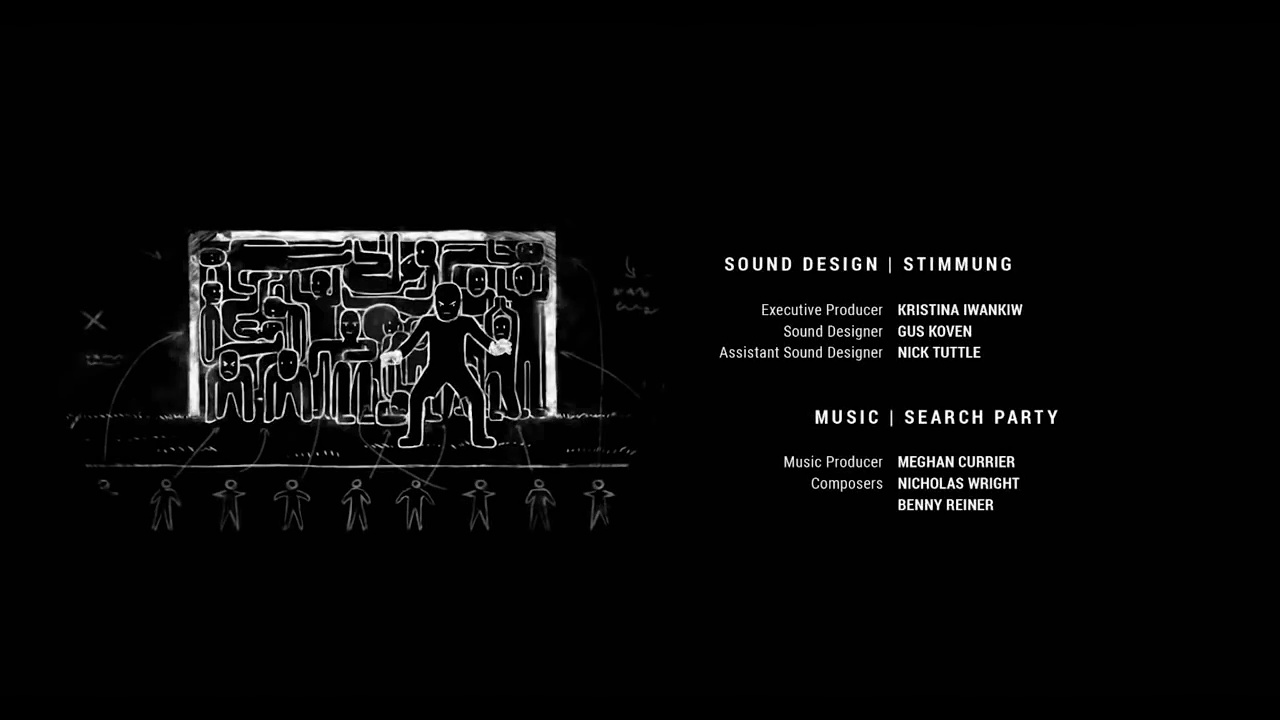 SOUND DESIGN | STIMMUNG
Executive Producer KRISTINA IWANKIW
Sound Designer GUS KOVEN
Assistant Sound Designer NICK TUTTLE
MUSIC | SEARCH PARTY
Music Producer MEGHAN CURRIER
Composers NICHOLAS WRIGHT
BENNY REINER